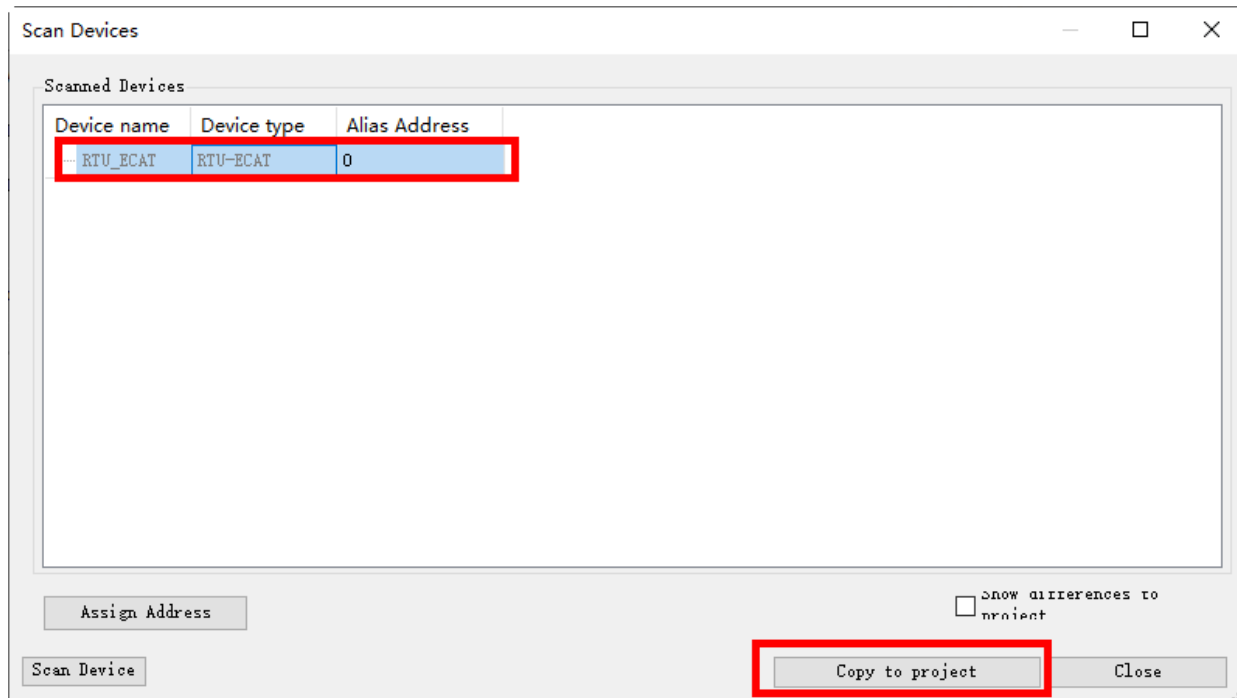 Scan Devices
Scanned Devices
Device name Device type Alias Address
RTU_ECAT RTU-ECAT 0
Assign Address
Show differences to
project
Scan Device
Copy to project
Close